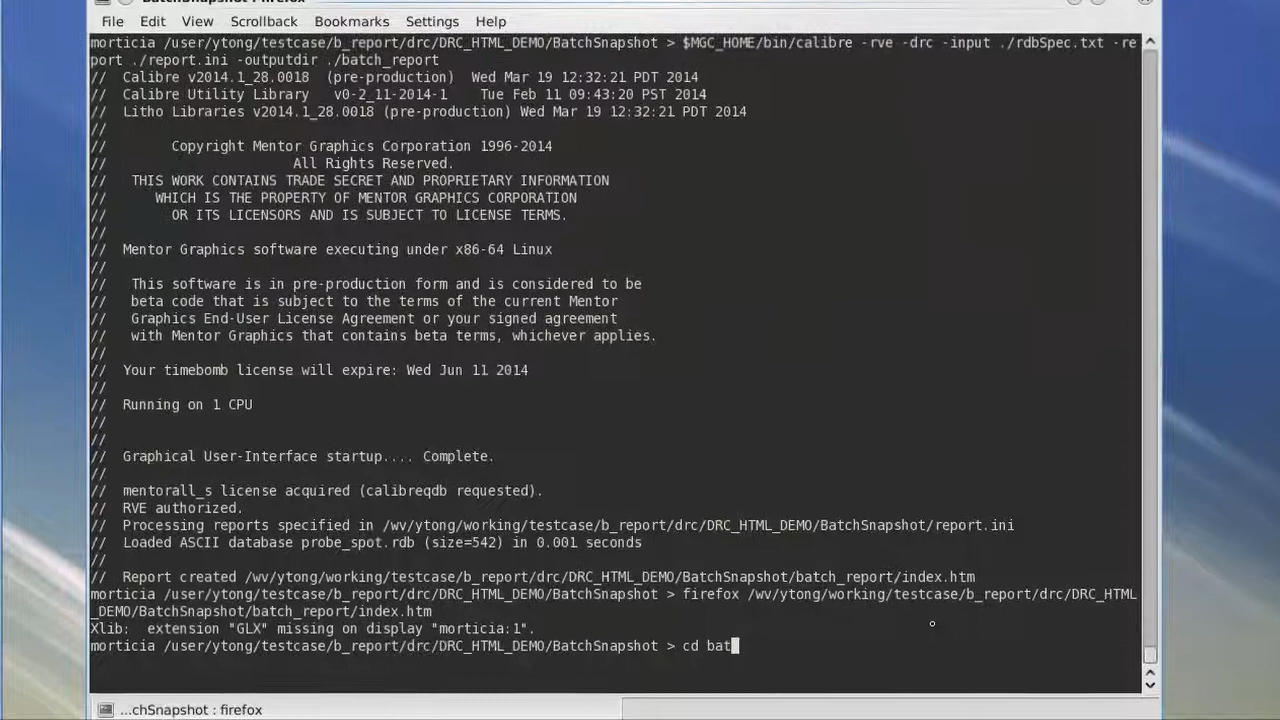 BatchSnapshot : Firefox
File Edit View Scrollback Bookmarks Settings Help
morticia /user/ytong/testcase/b_report/drc/DRC_HTML_DEMO/BatchSnapshot > $MGC_HOME/bin/calibre -rve -drc -input ./rdbSpec.txt -re
port ./report.ini -outputdir ./batch_report
// Calibre v2014.1_28.0018 (pre-production) Wed Mar 19 12:32:21 PDT 2014
// Calibre Utility Library v0-2_11-2014-1 Tue Feb 11 09:43:20 PST 2014
// Litho Libraries v2014.1_28.0018 (pre-production) Wed Mar 19 12:32:21 PDT 2014
//
// Copyright Mentor Graphics Corporation 1996-2014
// All Rights Reserved.
// THIS WORK CONTAINS TRADE SECRET AND PROPRIETARY INFORMATION
// WHICH IS THE PROPERTY OF MENTOR GRAPHICS CORPORATION
// OR ITS LICENSORS AND IS SUBJECT TO LICENSE TERMS.
//
// Mentor Graphics software executing under x86-64 Linux
//
// This software is in pre-production form and is considered to be
// beta code that is subject to the terms of the current Mentor
// Graphics End-User License Agreement or your signed agreement
// with Mentor Graphics that contains beta terms, whichever applies.
//
// Your timebomb license will expire: Wed Jun 11 2014
//
// Running on 1 CPU
//
//
// Graphical User-Interface startup.... Complete.
//
// mentorall_s license acquired (calibreqdb requested).
// RVE authorized.
// Processing reports specified in /wv/ytong/working/testcase/b_report/drc/DRC_HTML_DEMO/BatchSnapshot/report.ini
// Loaded ASCII database probe_spot.rdb (size=542) in 0.001 seconds
//
// Report created /wv/ytong/working/testcase/b_report/drc/DRC_HTML_DEMO/BatchSnapshot/batch_report/index.htm
morticia /user/ytong/testcase/b_report/drc/DRC_HTML_DEMO/BatchSnapshot > firefox /wv/ytong/working/testcase/b_report/drc/DRC_HTML
_DEMO/BatchSnapshot/batch_report/index.htm
Xlib: extension "GLX" missing on display "morticia:1".
morticia /user/ytong/testcase/b_report/drc/DRC_HTML_DEMO/BatchSnapshot > cd bat
...chSnapshot : firefox